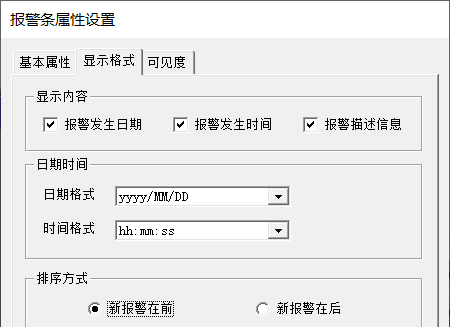 报警条属性设置
基本属性 显示格式 可见度
显示内容
报警发生日期 报警发生时间 报警描述信息
日期时间
日期格式 yyyy/MM/DD
时间格式 hh:mm:ss
排序方式
新报警在前 新报警在后